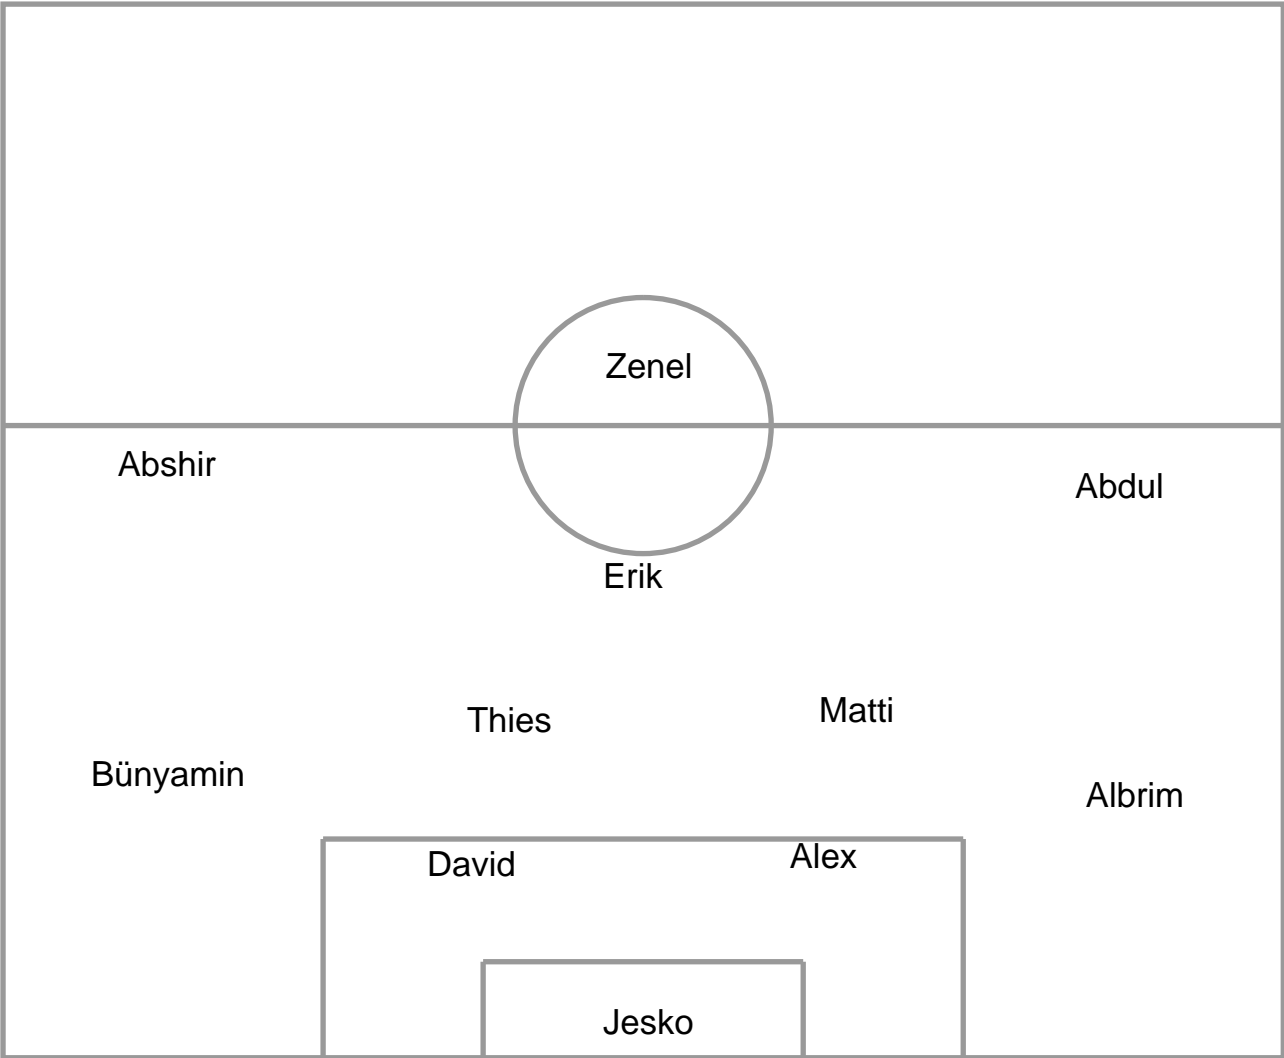 Zenel
Abshir
Abdul
Erik
Thies
Matti
Bünyamin
Albrim
David
Alex
Jesko